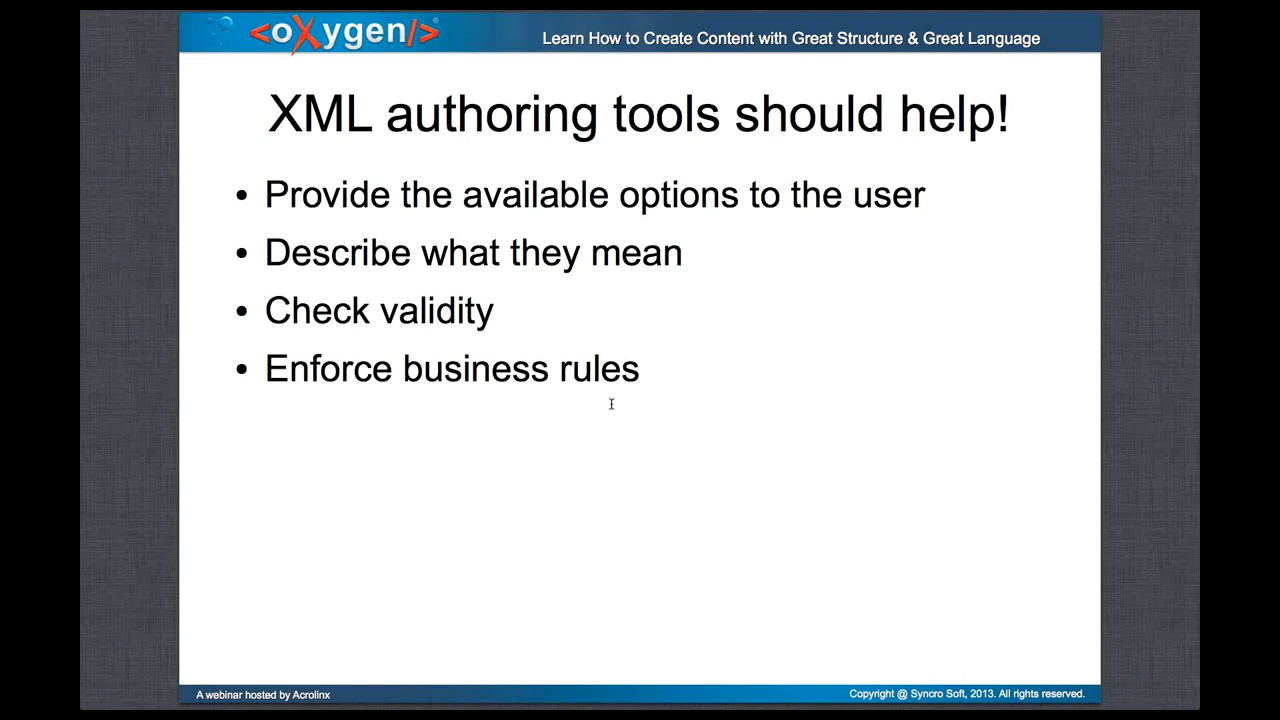 <oXygen/>®
Learn How to Create Content with Great Structure & Great Language
XML authoring tools should help!
• Provide the available options to the user
• Describe what they mean
• Check validity
• Enforce business rules
A webinar hosted by Acrolinx
Copyright @ Syncro Soft, 2013. All rights reserved.